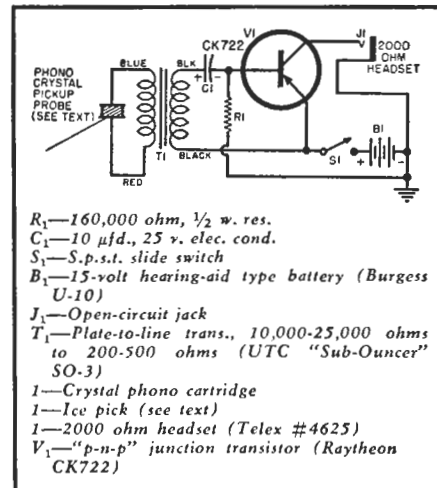 V1
CK722
J1
2000
OHM
HEADSET
BLUE
BLK
+
-
C1
PHONO
CRYSTAL
PICKUP
PROBE
(SEE TEXT)
R1
T1
BLACK
RED
S1
+
B1
-
R₁—160,000 ohm, ½ w. res.
C₁—10 µfd., 25 v. elec. cond.
S₁—S.p.s.t. slide switch
B₁—15-volt hearing-aid type battery (Burgess
U-10)
J₁—Open-circuit jack
T₁—Plate-to-line trans., 10,000-25,000 ohms
to 200-500 ohms (UTC "Sub-Ouncer"
SO-3)
1—Crystal phono cartridge
1—Ice pick (see text)
1—2000 ohm headset (Telex #4625)
V₁—"p-n-p" junction transistor (Raytheon
CK722)